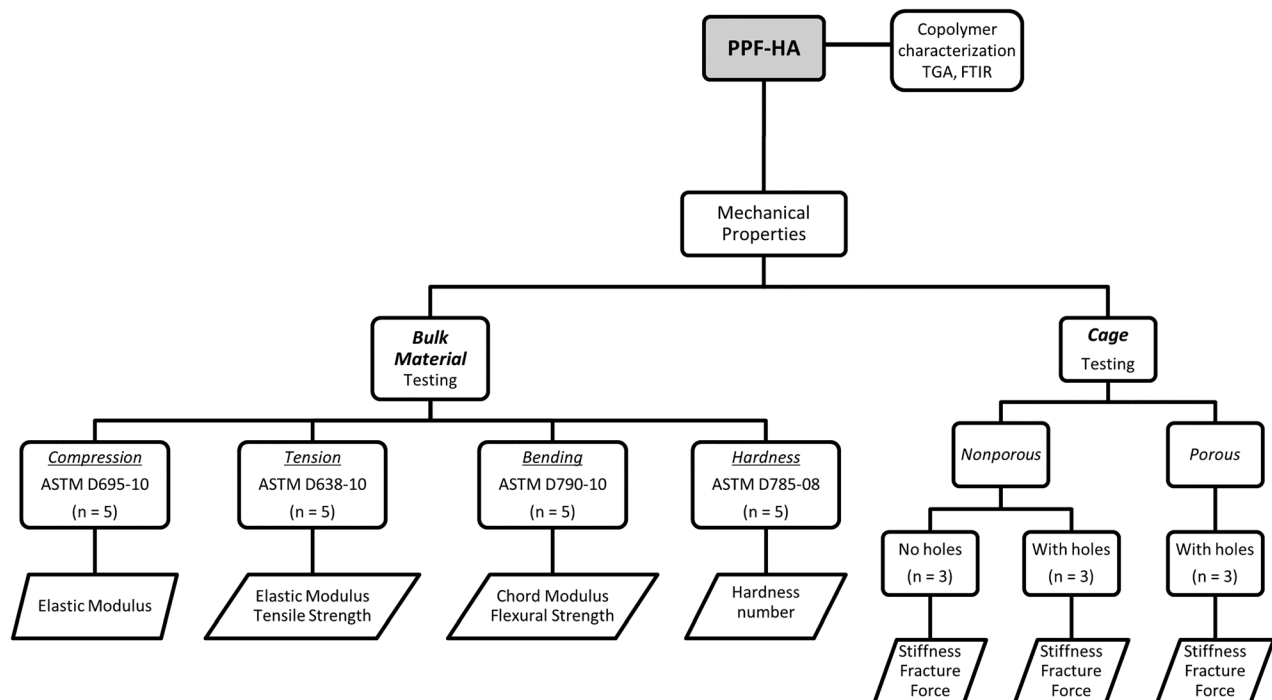 PPF-HA
Copolymer
characterization
TGA, FTIR
Mechanical
Properties
Bulk
Material
Testing
Cage
Testing
Compression
ASTM D695-10
(n = 5)
Tension
ASTM D638-10
(n = 5)
Bending
ASTM D790-10
(n = 5)
Hardness
ASTM D785-08
(n = 5)
Nonporous
Porous
No holes
(n = 3)
With holes
(n = 3)
With holes
(n = 3)
Elastic Modulus
Elastic Modulus
Tensile Strength
Chord Modulus
Flexural Strength
Hardness
number
Stiffness
Fracture
Force
Stiffness
Fracture
Force
Stiffness
Fracture
Force